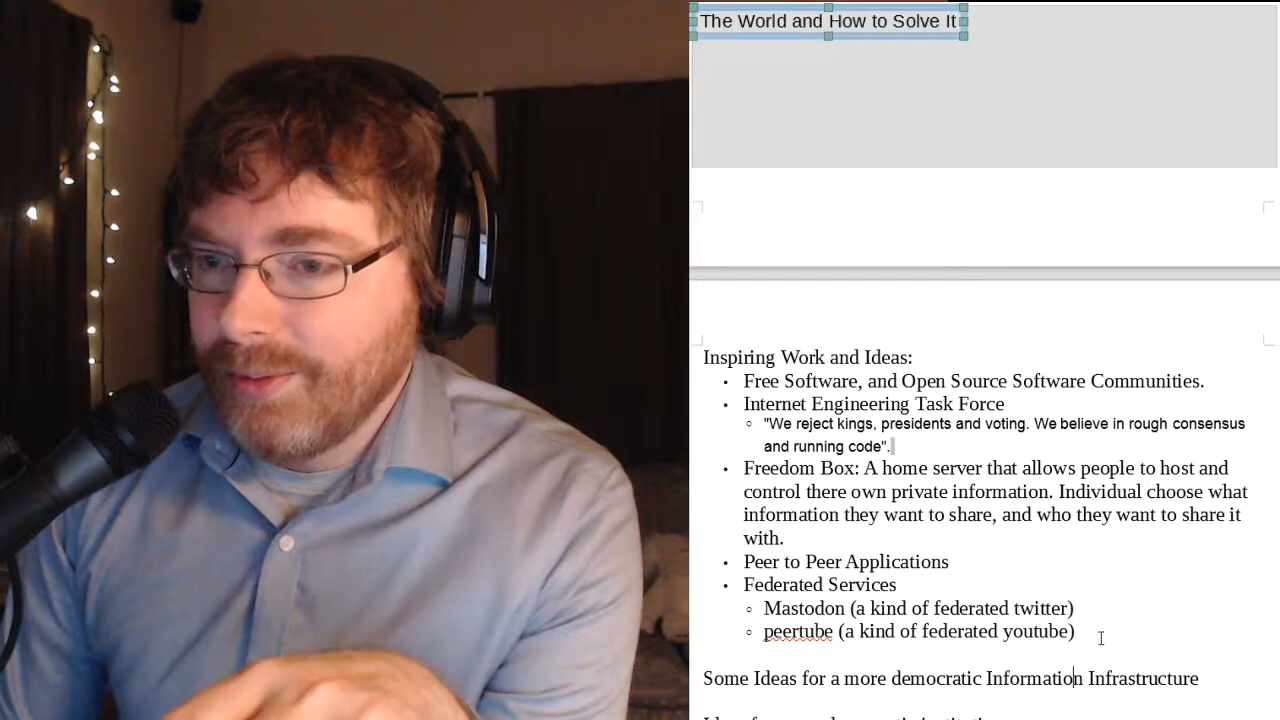 The World and How to Solve It
Inspiring Work and Ideas:
• Free Software, and Open Source Software Communities.
• Internet Engineering Task Force
◦ "We reject kings, presidents and voting. We believe in rough consensus
and running code".
• Freedom Box: A home server that allows people to host and
control there own private information. Individual choose what
information they want to share, and who they want to share it
with.
• Peer to Peer Applications
• Federated Services
◦ Mastodon (a kind of federated twitter)
◦ peertube (a kind of federated youtube)
Some Ideas for a more democratic Information Infrastructure